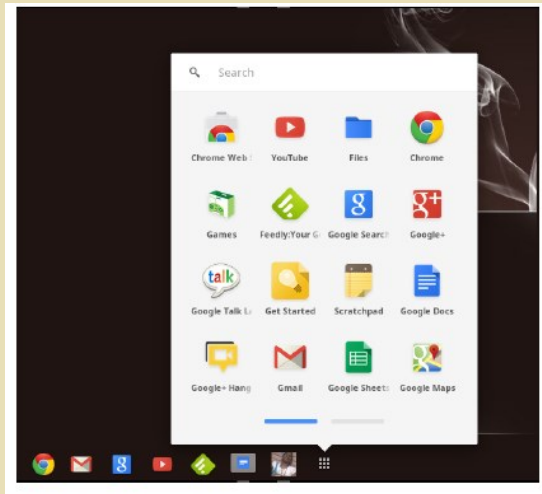 Search
Chrome Web S
YouTube
Files
Chrome
Games
Feedly:Your G
Google Search
g+
Google+
talk
Google Talk La
Get Started
Scratchpad
Google Docs
Google+ Hang
Gmail
Google Sheets
Google Maps